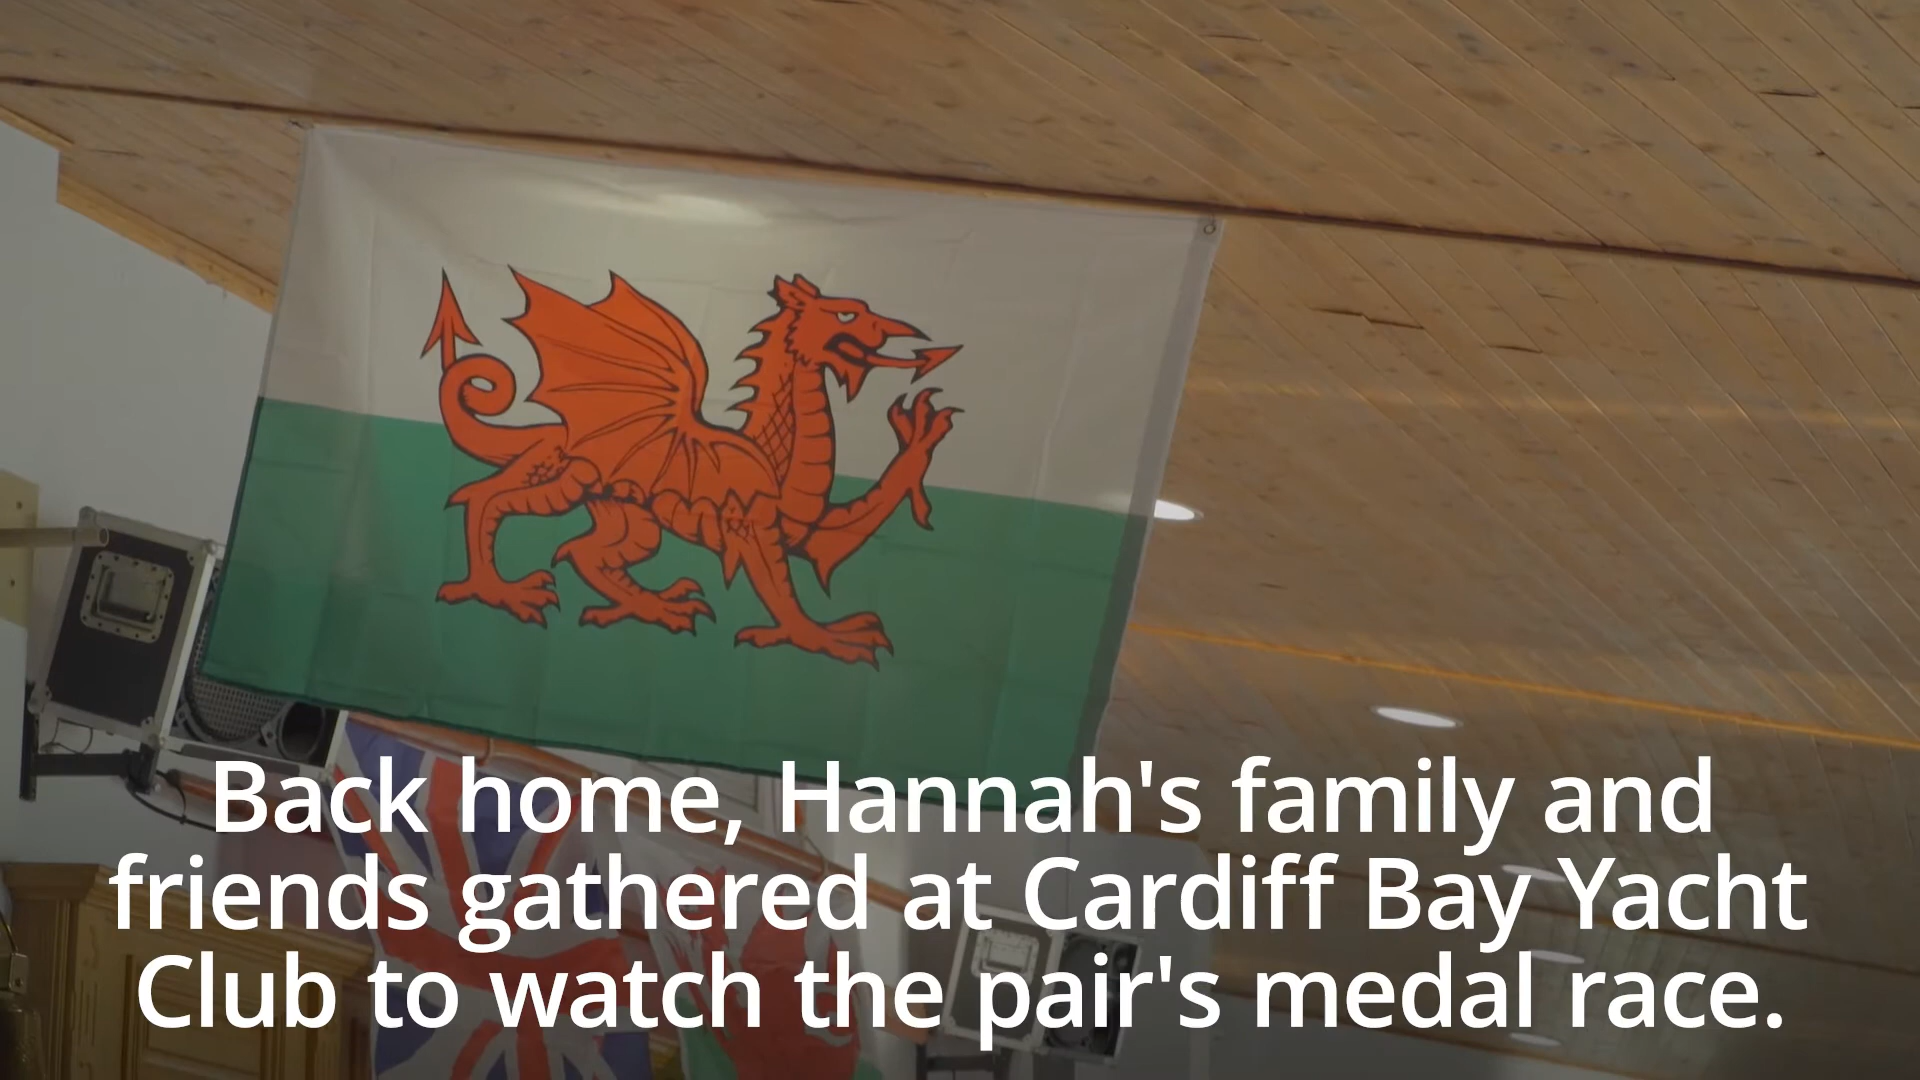 Back home, Hannah's family and
friends gathered at Cardiff Bay Yacht
Club to watch the pair's medal race.